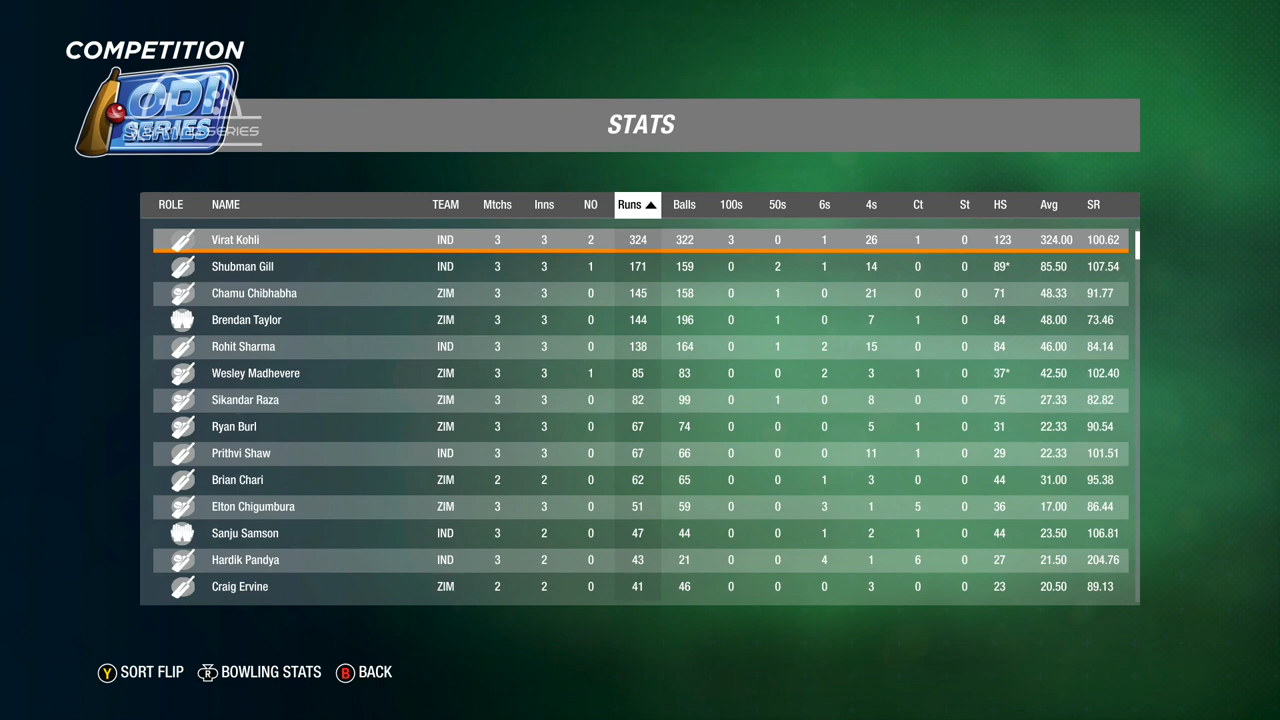 COMPETITION
ODI
SERIES
STATS
ROLE NAME TEAM Mtchs Inns NO Runs Balls 100s 50s 6s 4s Ct St HS Avg SR
Virat Kohli IND 3 3 2 324 322 3 0 1 26 1 0 123 324.00 100.62
Shubman Gill IND 3 3 1 171 159 0 2 1 14 0 0 89* 85.50 107.54
Chamu Chibhabha ZIM 3 3 0 145 158 0 1 0 21 0 0 71 48.33 91.77
Brendan Taylor ZIM 3 3 0 144 196 0 1 0 7 1 0 84 48.00 73.46
Rohit Sharma IND 3 3 0 138 164 0 1 2 15 0 0 84 46.00 84.14
Wesley Madhevere ZIM 3 3 1 85 83 0 0 2 3 1 0 37* 42.50 102.40
Sikandar Raza ZIM 3 3 0 82 99 0 1 0 8 0 0 75 27.33 82.82
Ryan Burl ZIM 3 3 0 67 74 0 0 0 5 1 0 31 22.33 90.54
Prithvi Shaw IND 3 3 0 67 66 0 0 0 11 1 0 29 22.33 101.51
Brian Chari ZIM 2 2 0 62 65 0 0 1 3 0 0 44 31.00 95.38
Elton Chigumbura ZIM 3 3 0 51 59 0 0 3 1 5 0 36 17.00 86.44
Sanju Samson IND 3 2 0 47 44 0 0 1 2 1 0 44 23.50 106.81
Hardik Pandya IND 3 2 0 43 21 0 0 4 1 6 0 27 21.50 204.76
Craig Ervine ZIM 2 2 0 41 46 0 0 0 3 0 0 23 20.50 89.13
Y SORT FLIP R BOWLING STATS B BACK